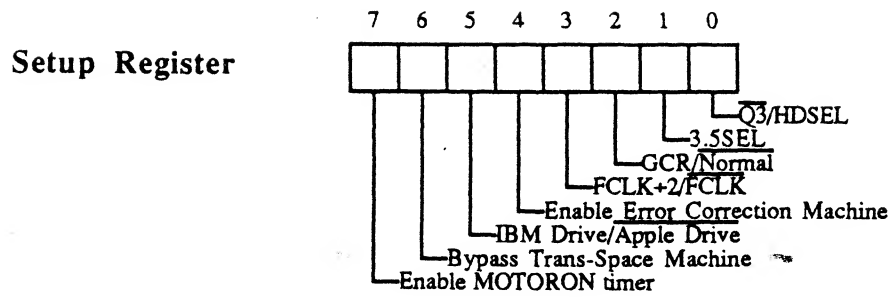 7 6 5 4 3 2 1 0
Setup Register
Q3/HDSEL
3.5SEL
GCR/Normal
FCLK÷2/FCLK
Enable Error Correction Machine
IBM Drive/Apple Drive
Bypass Trans-Space Machine
Enable MOTORON timer